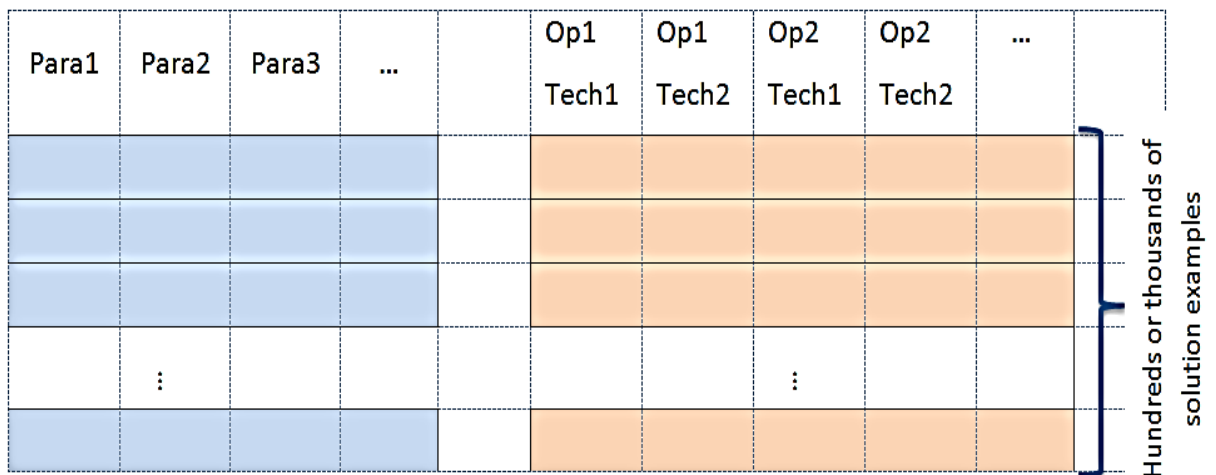 Para1 Para2 Para3 ... Op1 Op1 Op2 Op2 ...
Tech1 Tech2 Tech1 Tech2
⋮ ⋮
Hundreds or thousands of
solution examples